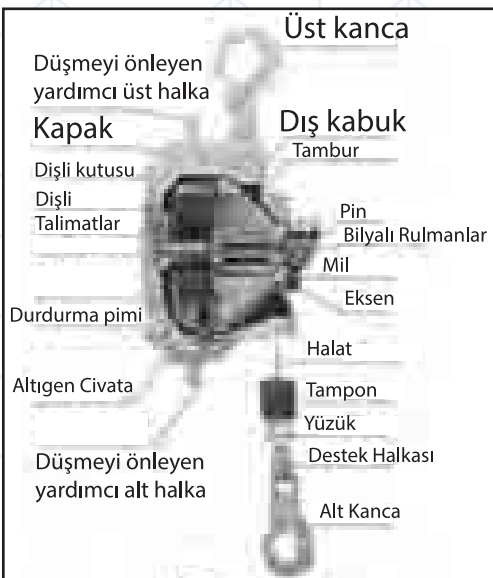 Üst kanca
Düşmeyi önleyen
yardımcı üst halka
Kapak
Dış kabuk
Tambur
Dişli kutusu
Dişli
Talimatlar
Pin
Bilyalı Rulmanlar
Mil
Eksen
Durdurma pimi
Halat
Altıgen Civata
Tampon
Yüzük
Düşmeyi önleyen
yardımcı alt halka
Destek Halkası
Alt Kanca